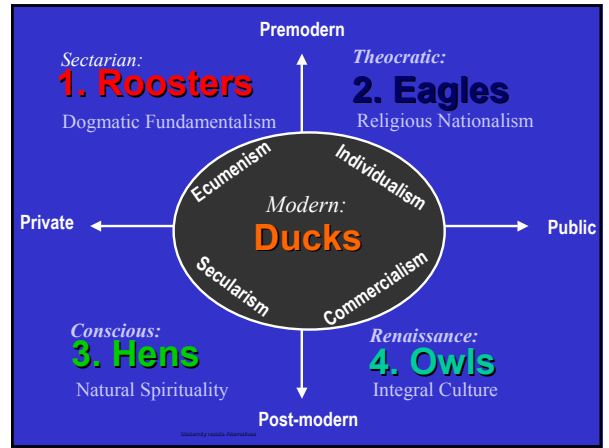 Premodern
Sectarian:
1. Roosters
Dogmatic Fundamentalism
Theocratic:
2. Eagles
Religious Nationalism
Ecumenism
Individualism
Modern:
Ducks
Private
Public
Secularism
Commercialism
Conscious:
3. Hens
Natural Spirituality
Renaissance:
4. Owls
Integral Culture
Post-modern